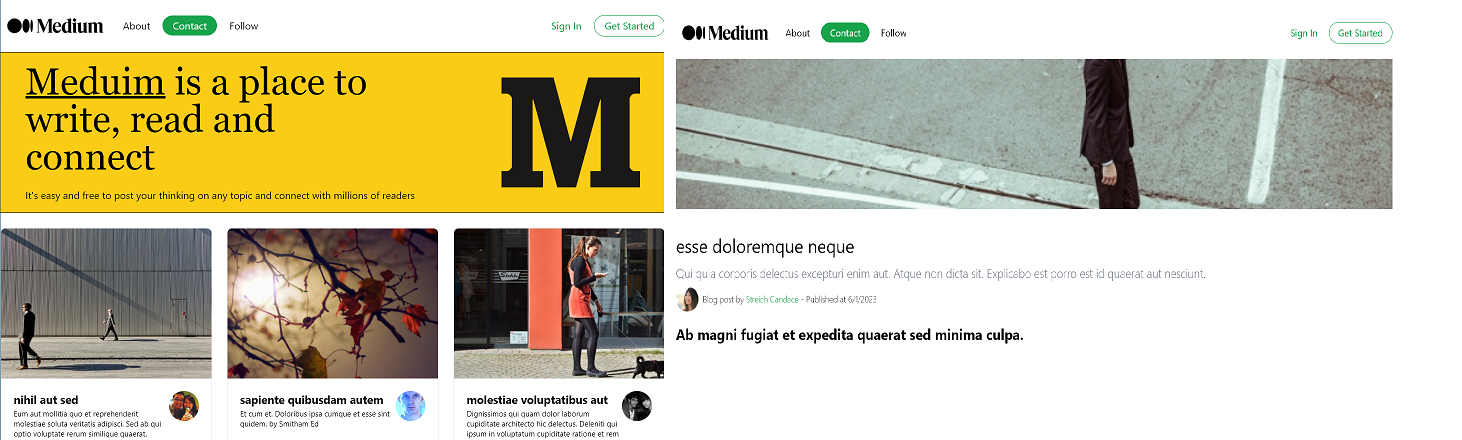 Medium About Contact Follow Sign In Get Started
Meduim is a place to
write, read and
connect
It's easy and free to post your thinking on any topic and connect with millions of readers
M
nihil aut sed
Eum aut mollitia quo et reprehenderit
molestiae soluta veritatis adipisci. Sed ab qui
optio voluptate rerum similique quaerat.
sapiente quibusdam autem
Et cum et. Doloribus ipsa cumque et esse sint
quidem. by Smitham Ed
molestiae voluptatibus aut
Dignissimos qui quam dolor laborum
cupiditate architecto hic delectus. Deleniti qui
ipsum in voluptatum cupiditate ratione et rem
Medium About Contact Follow Sign In Get Started
esse doloremque neque
Qui quia corporis delectus excepturi enim aut. Atque non dicta sit. Explicabo est porro est id quaerat aut nesciunt.
Blog post by Streich Candace - Published at 6/1/2023
Ab magni fugiat et expedita quaerat sed minima culpa.